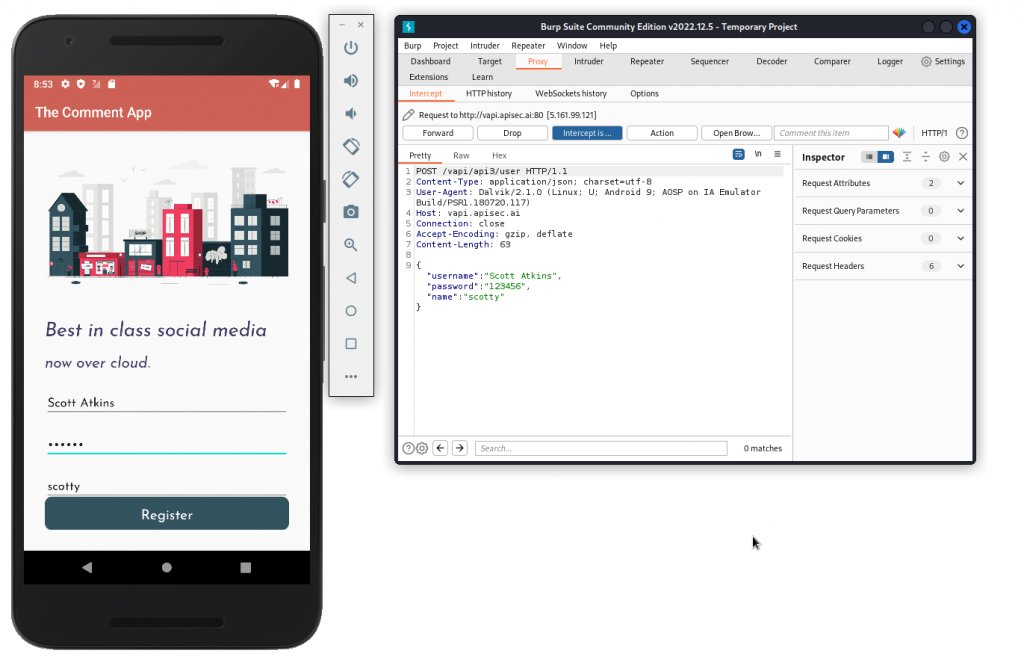 8:53
The Comment App
SHOP
Best in class social media
now over cloud.
Scott Atkins
••••••
scotty
Register
Burp Suite Community Edition v2022.12.5 - Temporary Project
Burp Project Intruder Repeater Window Help
Dashboard Target Proxy Intruder Repeater Sequencer Decoder Comparer Logger Settings
Extensions Learn
Intercept HTTP history WebSockets history Options
Request to http://vapi.apisec.ai:80 [5.161.99.121]
Forward Drop Intercept is ... Action Open Brow... Comment this item HTTP/1 ?
Pretty Raw Hex \n
1 POST /vapi/api3/user HTTP/1.1
2 Content-Type: application/json; charset=utf-8
3 User-Agent: Dalvik/2.1.0 (Linux; U; Android 9; AOSP on IA Emulator
Build/PSR1.180720.117)
4 Host: vapi.apisec.ai
5 Connection: close
6 Accept-Encoding: gzip, deflate
7 Content-Length: 63
8
9 {
"username":"Scott Atkins",
"password":"123456",
"name":"scotty"
}
Search... 0 matches
Inspector
Request Attributes 2
Request Query Parameters 0
Request Cookies 0
Request Headers 6